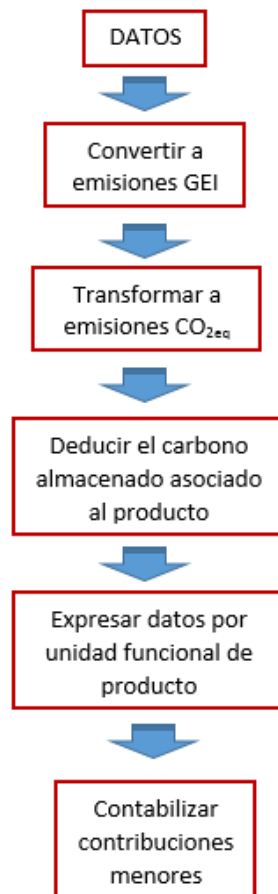 DATOS
Convertir a
emisiones GEI
Transformar a
emisiones CO₂eq
Deducir el carbono
almacenado asociado
al producto
Expresar datos por
unidad funcional de
producto
Contabilizar
contribuciones
menores